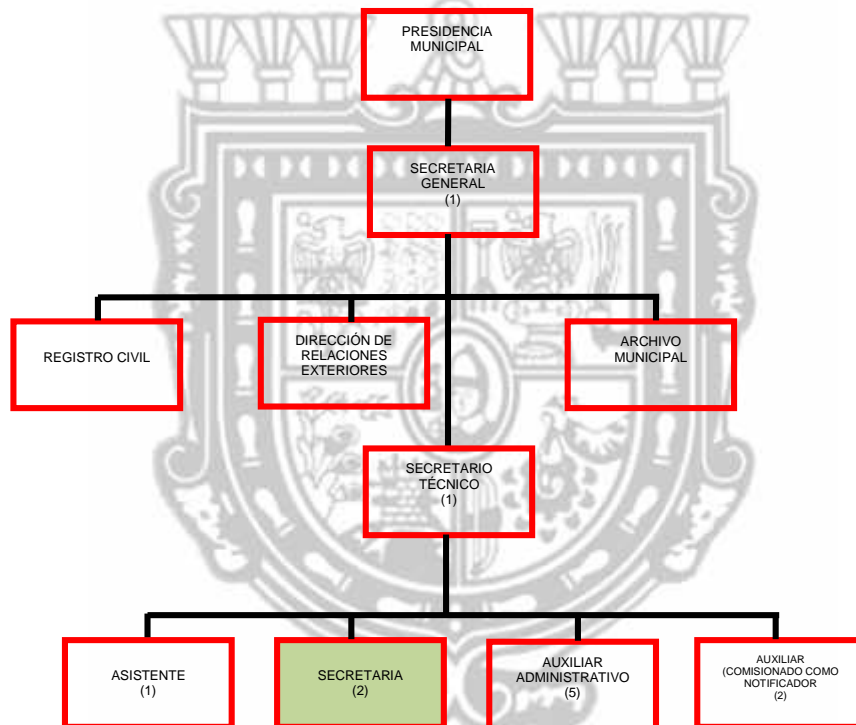 PRESIDENCIA
MUNICIPAL
SECRETARIA
GENERAL
(1)
REGISTRO CIVIL
DIRECCIÓN DE
RELACIONES
EXTERIORES
ARCHIVO
MUNICIPAL
SECRETARIO
TÉCNICO
(1)
ASISTENTE
(1)
SECRETARIA
(2)
AUXILIAR
ADMINISTRATIVO
(5)
AUXILIAR
(COMISIONADO COMO
NOTIFICADOR
(2)